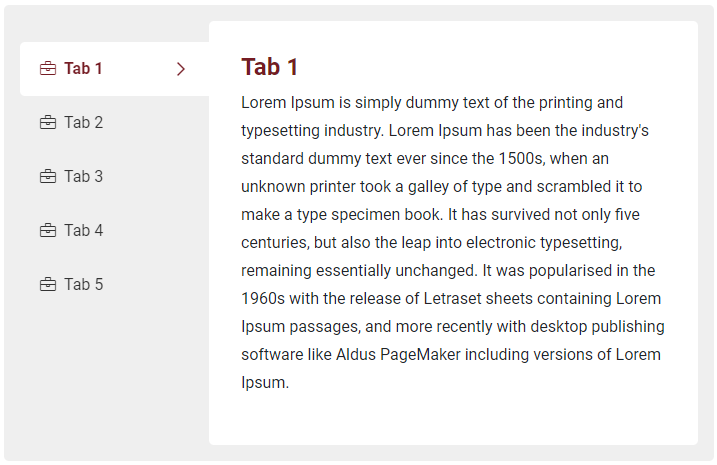 Tab 1
Tab 2
Tab 3
Tab 4
Tab 5
Tab 1
Lorem Ipsum is simply dummy text of the printing and
typesetting industry. Lorem Ipsum has been the industry's
standard dummy text ever since the 1500s, when an
unknown printer took a galley of type and scrambled it to
make a type specimen book. It has survived not only five
centuries, but also the leap into electronic typesetting,
remaining essentially unchanged. It was popularised in the
1960s with the release of Letraset sheets containing Lorem
Ipsum passages, and more recently with desktop publishing
software like Aldus PageMaker including versions of Lorem
Ipsum.